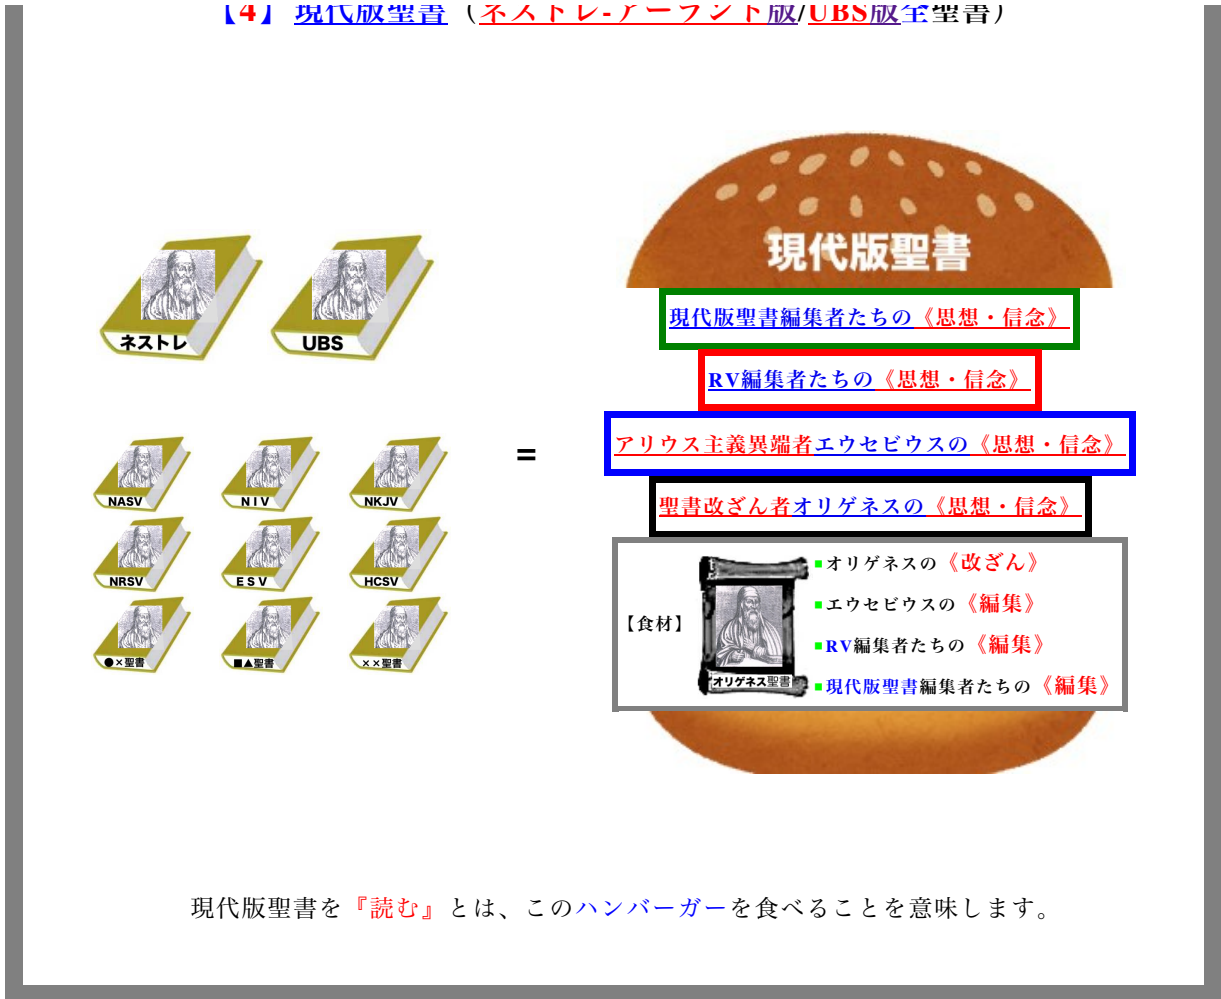 【4】 現代版聖書（ネストレ-アーラント版/UBS版全聖書）
現代版聖書
ネストレ
UBS
現代版聖書編集者たちの《思想・信念》
RV編集者たちの《思想・信念》
アリウス主義異端者エウセビウスの《思想・信念》
=
聖書改ざん者オリゲネスの《思想・信念》
NASV
NIV
NKJV
NRSV
ESV
HCSV
●×聖書
■▲聖書
××聖書
【食材】
オリゲネス聖書
▪オリゲネスの《改ざん》
▪エウセビウスの《編集》
▪RV編集者たちの《編集》
▪現代版聖書編集者たちの《編集》
現代版聖書を『読む』とは、このハンバーガーを食べることを意味します。